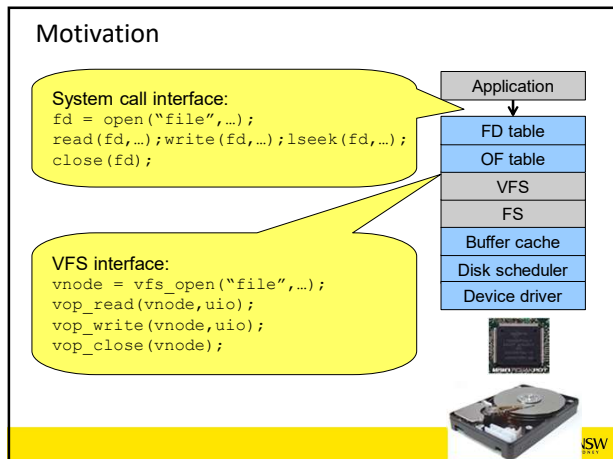 Motivation
System call interface:
fd = open(“file”,…);
read(fd,…);write(fd,…);lseek(fd,…);
close(fd);
VFS interface:
vnode = vfs_open(“file”,…);
vop_read(vnode,uio);
vop_write(vnode,uio);
vop_close(vnode);
Application
FD table
OF table
VFS
FS
Buffer cache
Disk scheduler
Device driver